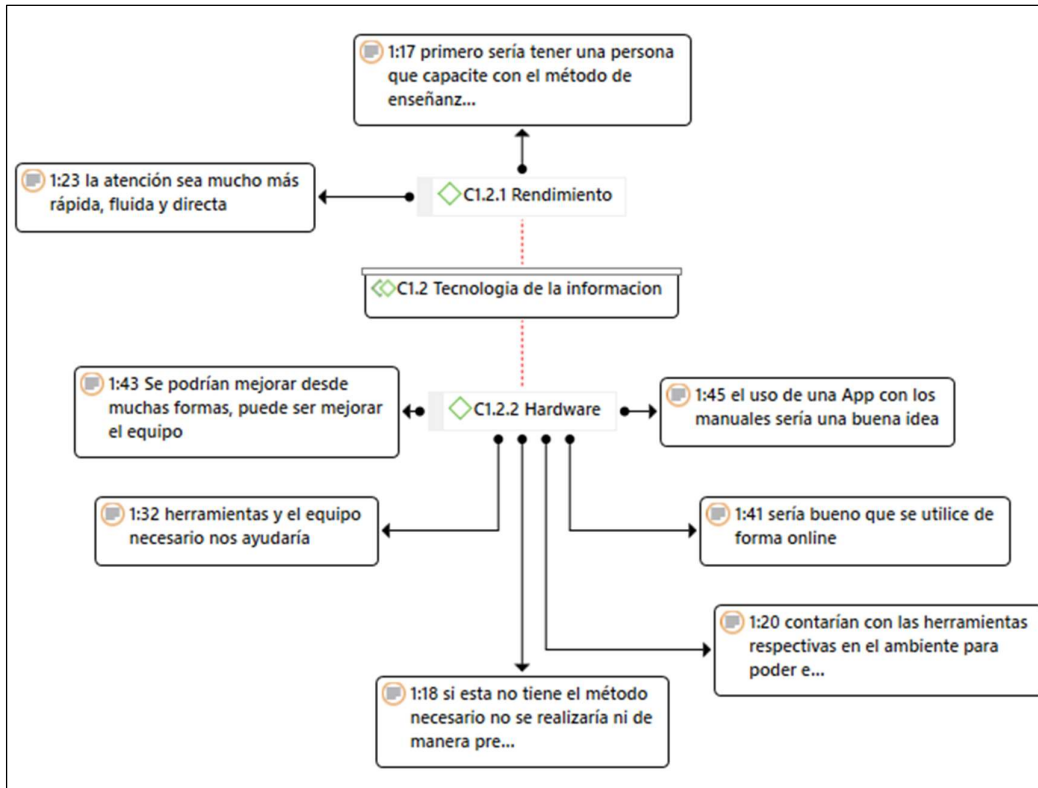 1:17 primero sería tener una persona
que capacite con el método de
enseñanz...
1:23 la atención sea mucho más
rápida, fluida y directa
C1.2.1 Rendimiento
C1.2 Tecnologia de la informacion
1:43 Se podrían mejorar desde
muchas formas, puede ser mejorar
el equipo
C1.2.2 Hardware
1:45 el uso de una App con los
manuales sería una buena idea
1:32 herramientas y el equipo
necesario nos ayudaría
1:41 sería bueno que se utilice de
forma online
1:20 contarían con las herramientas
respectivas en el ambiente para
poder e...
1:18 si esta no tiene el método
necesario no se realizaría ni de
manera pre...